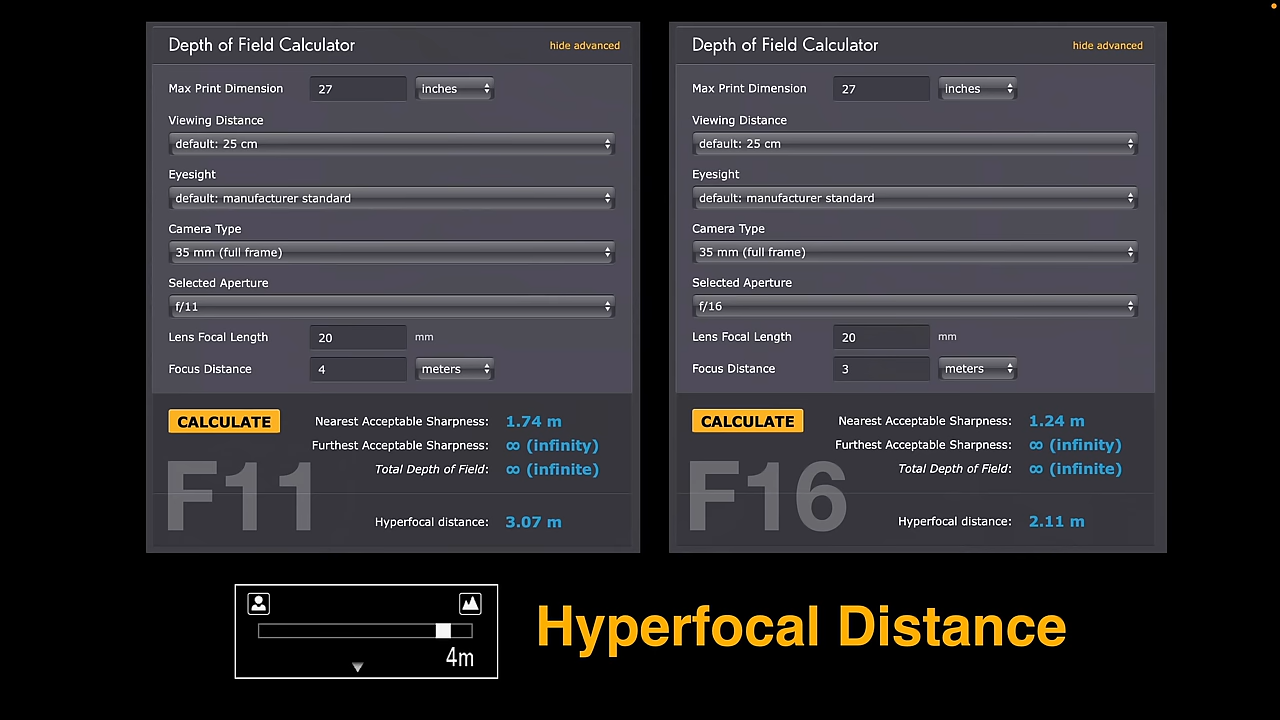 Depth of Field Calculator
hide advanced
Max Print Dimension 27 inches
Viewing Distance
default: 25 cm
Eyesight
default: manufacturer standard
Camera Type
35 mm (full frame)
Selected Aperture
f/11
Lens Focal Length 20 mm
Focus Distance 4 meters
CALCULATE
Nearest Acceptable Sharpness: 1.74 m
Furthest Acceptable Sharpness: ∞ (infinity)
Total Depth of Field: ∞ (infinite)
F11
Hyperfocal distance: 3.07 m
Depth of Field Calculator
hide advanced
Max Print Dimension 27 inches
Viewing Distance
default: 25 cm
Eyesight
default: manufacturer standard
Camera Type
35 mm (full frame)
Selected Aperture
f/16
Lens Focal Length 20 mm
Focus Distance 3 meters
CALCULATE
Nearest Acceptable Sharpness: 1.24 m
Furthest Acceptable Sharpness: ∞ (infinity)
Total Depth of Field: ∞ (infinite)
F16
Hyperfocal distance: 2.11 m
4m
Hyperfocal Distance